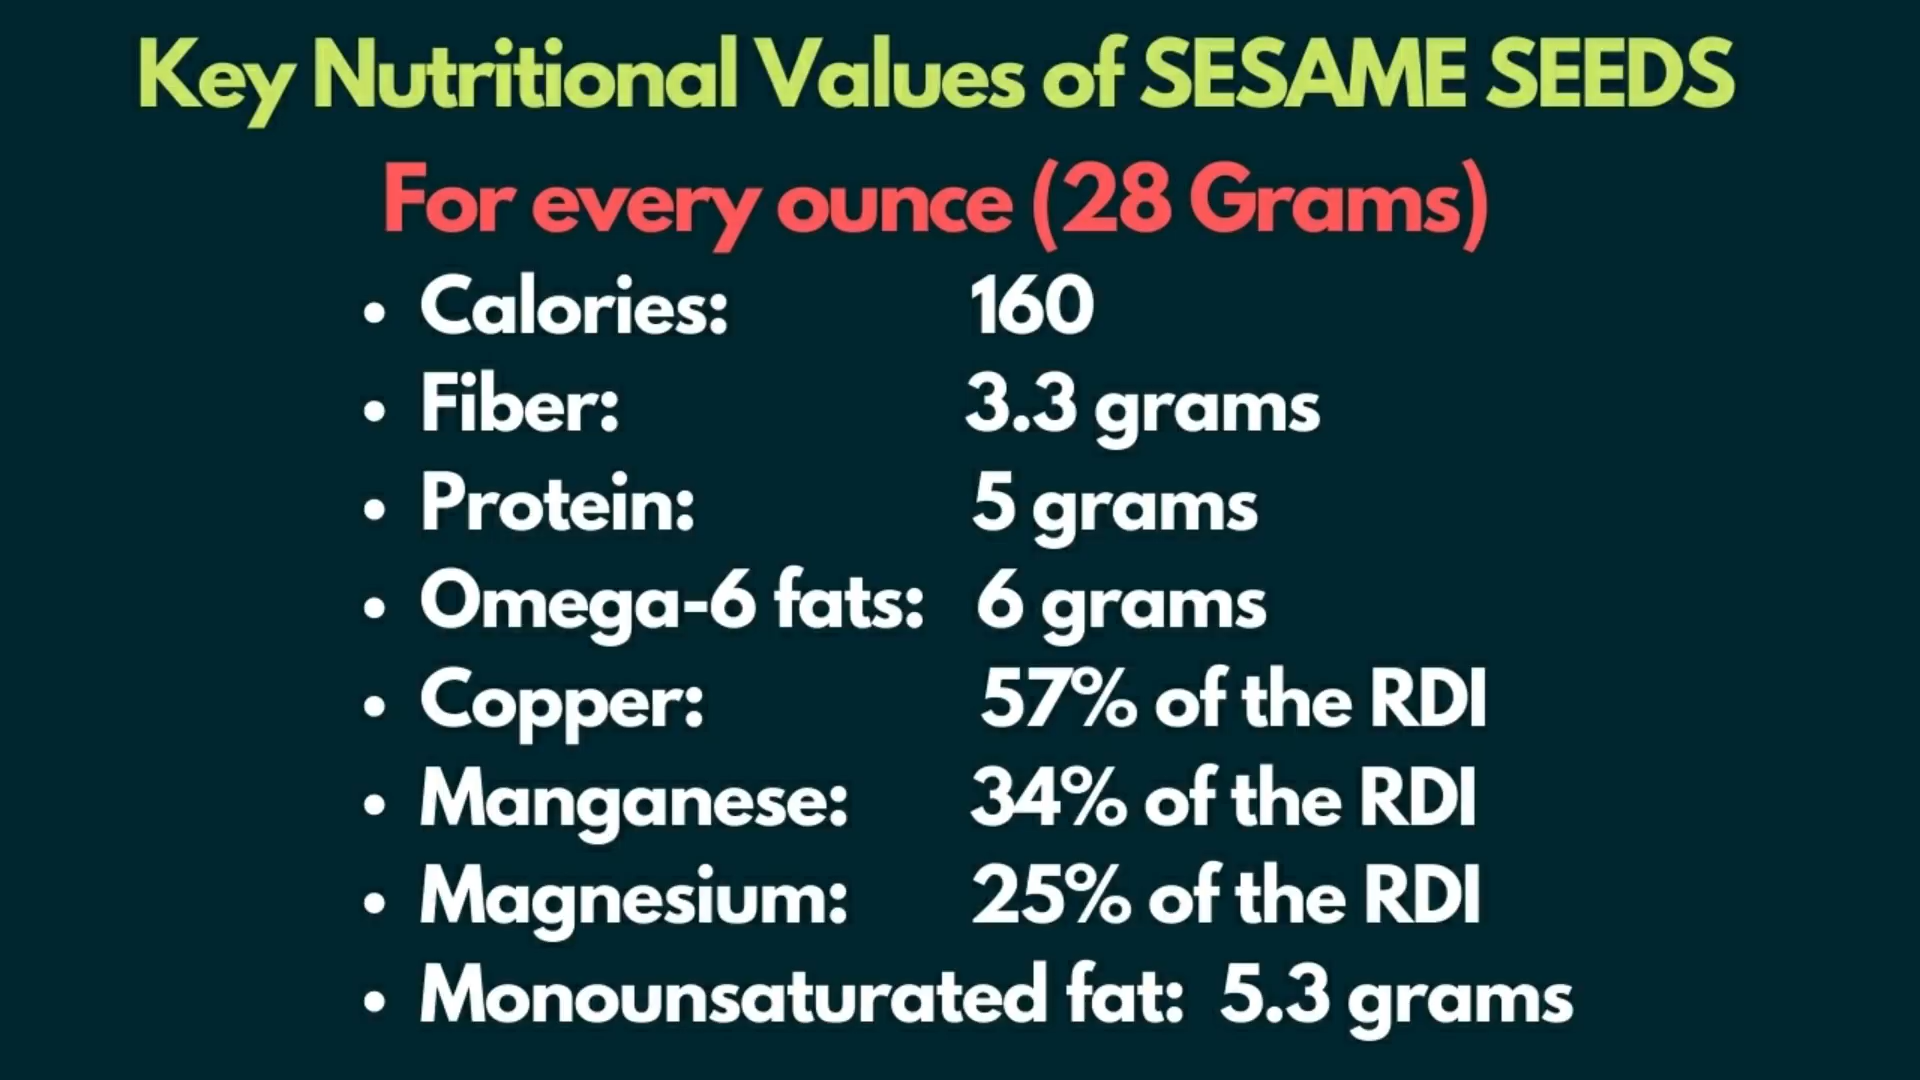 Key Nutritional Values of SESAME SEEDS
For every ounce (28 Grams)
• Calories: 160
• Fiber: 3.3 grams
• Protein: 5 grams
• Omega-6 fats: 6 grams
• Copper: 57% of the RDI
• Manganese: 34% of the RDI
• Magnesium: 25% of the RDI
• Monounsaturated fat: 5.3 grams